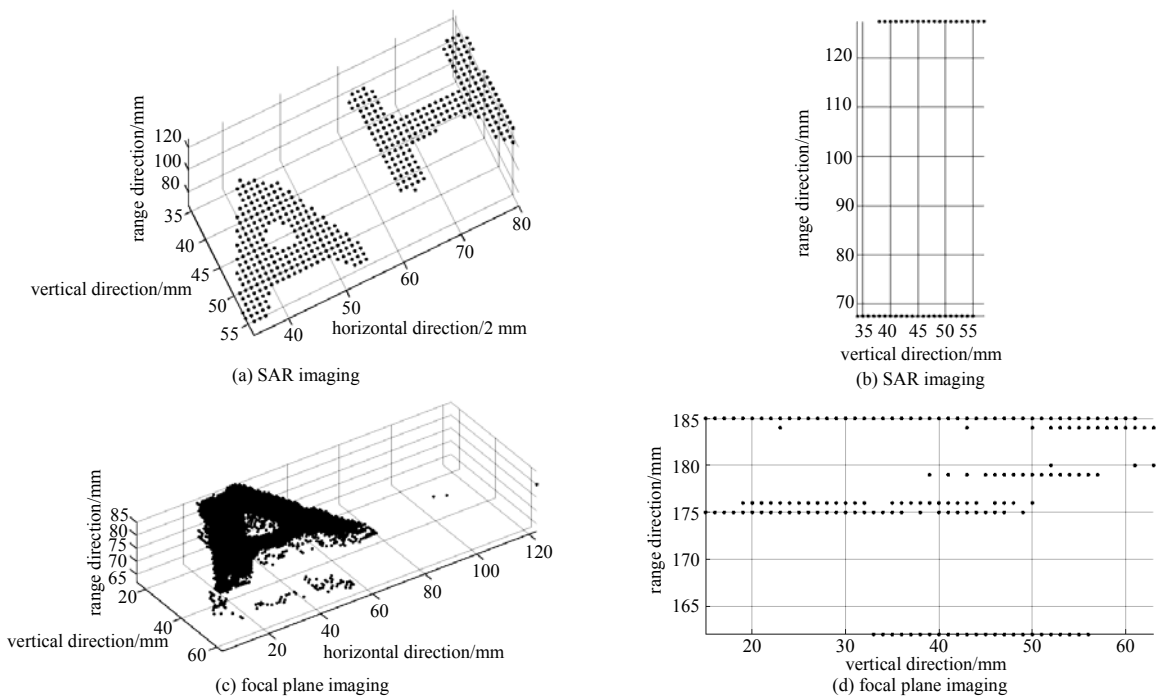 range direction/mm
120
100
80
35
40
45
50
55
vertical direction/mm
40
50
60
70
80
horizontal direction/2 mm
(a) SAR imaging
range direction/mm
120
110
100
90
80
70
35 40 45 50 55
vertical direction/mm
(b) SAR imaging
range direction/mm
85
80
75
70
65
20
40
60
vertical direction/mm
20
40
60
80
100
120
horizontal direction/mm
(c) focal plane imaging
range direction/mm
185
180
175
170
165
20 30 40 50 60
vertical direction/mm
(d) focal plane imaging